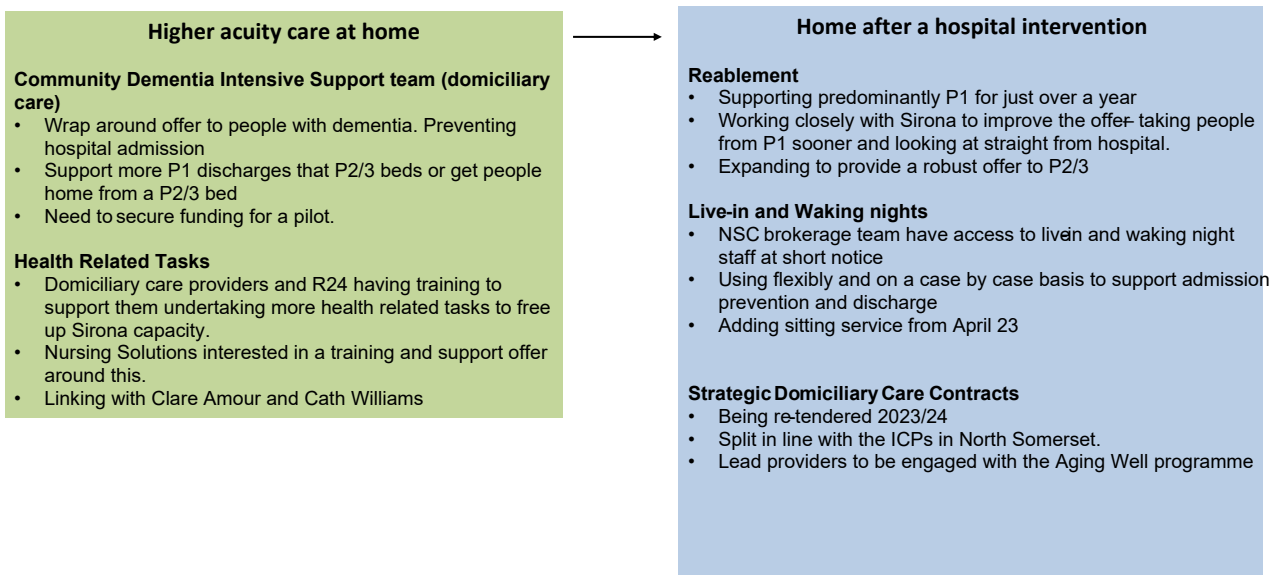 Higher acuity care at home
Community Dementia Intensive Support team (domiciliary
care)
• Wrap around offer to people with dementia. Preventing
hospital admission
• Support more P1 discharges that P2/3 beds or get people
home from a P2/3 bed
• Need to secure funding for a pilot.
Health Related Tasks
• Domiciliary care providers and R24 having training to
support them undertaking more health related tasks to free
up Sirona capacity.
• Nursing Solutions interested in a training and support offer
around this.
• Linking with Clare Amour and Cath Williams
Home after a hospital intervention
Reablement
• Supporting predominantly P1 for just over a year
• Working closely with Sirona to improve the offer – taking people
from P1 sooner and looking at straight from hospital.
• Expanding to provide a robust offer to P2/3
Live-in and Waking nights
• NSC brokerage team have access to live-in and waking night
staff at short notice
• Using flexibly and on a case by case basis to support admission
prevention and discharge
• Adding sitting service from April 23
Strategic Domiciliary Care Contracts
• Being re-tendered 2023/24
• Split in line with the ICPs in North Somerset.
• Lead providers to be engaged with the Aging Well programme